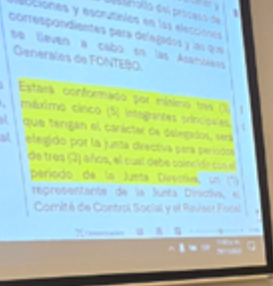 desarrollo del proceso de
elecciones y escrutinios en las elecciones
correspondientes para delegados y las que
se lleven a cabo en las Asambleas
Generales de FONTEBO.
Estará conformado por mínimo tres (3)
máximo cinco (5) integrantes principales,
que tengan el carácter de delegados, será
elegido por la junta directiva para periodos
de tres (3) años, el cual debe coincidir con el
periodo de la Junta Directiva, un (1)
representante de la Junta Directiva, el
Comité de Control Social y el Revisor Fiscal